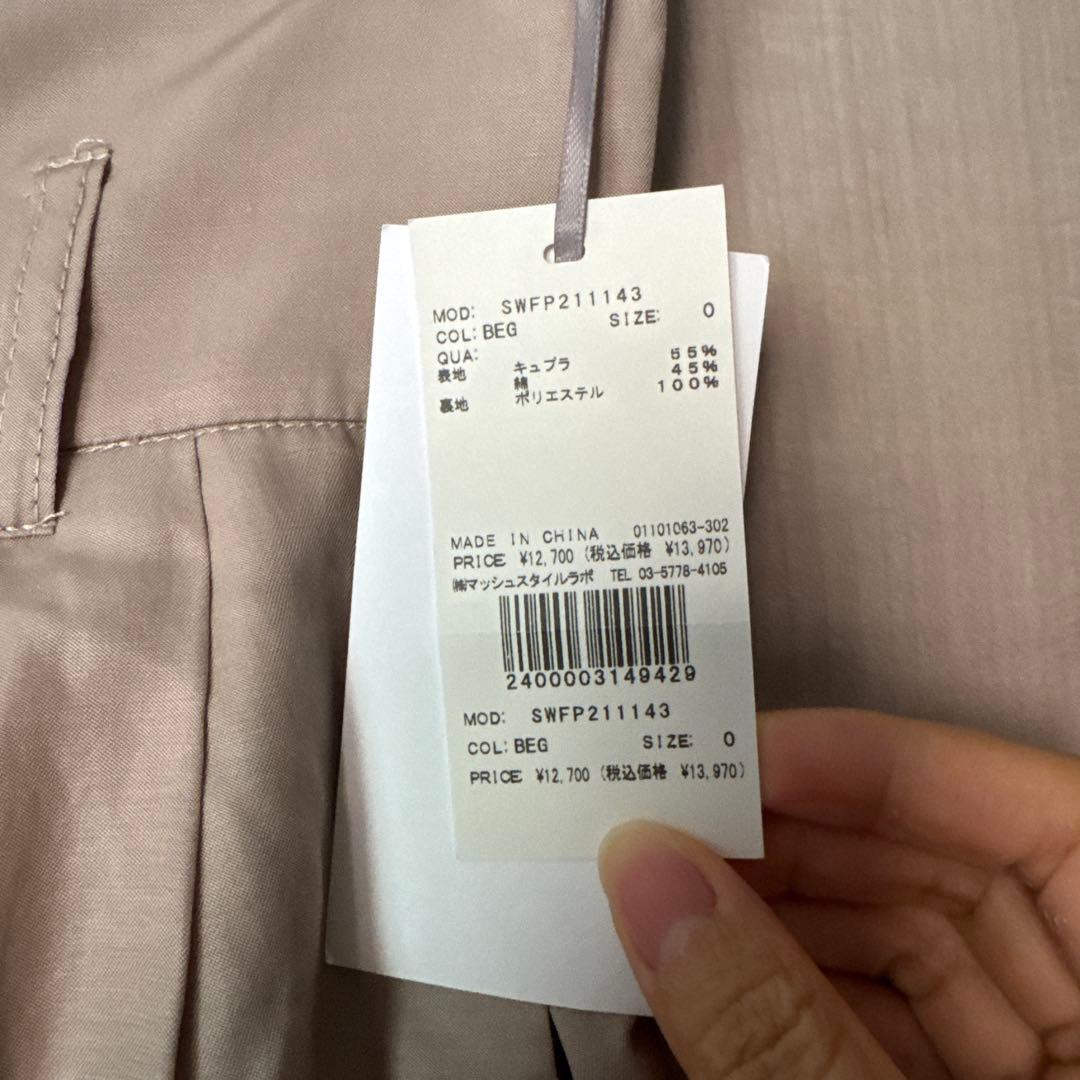 MOD: SWFP211143
COL: BEG SIZE: 0
QUA:
表地 キュプラ 55%
綿 45%
裏地 ポリエステル 100%
MADE IN CHINA 01101063-302
PRICE ¥12,700 (税込価格 ¥13,970)
㈱マッシュスタイルラボ TEL 03-5778-4105
2400003149429
MOD: SWFP211143
COL: BEG SIZE: 0
PRICE ¥12,700 (税込価格 ¥13,970)